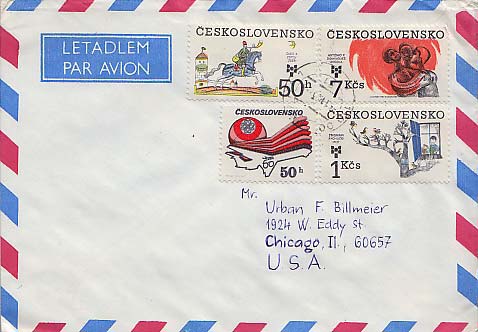 LETADLEM
PAR AVION
ČESKOSLOVENSKO
50h
ČESKOSLOVENSKO
7 Kčs
ČESKOSLOVENSKO
50h
ČESKOSLOVENSKO
1 Kčs
Mr.
Urban F. Billmeier
1924 W. Eddy St.
Chicago, Il., 60657
U.S.A.